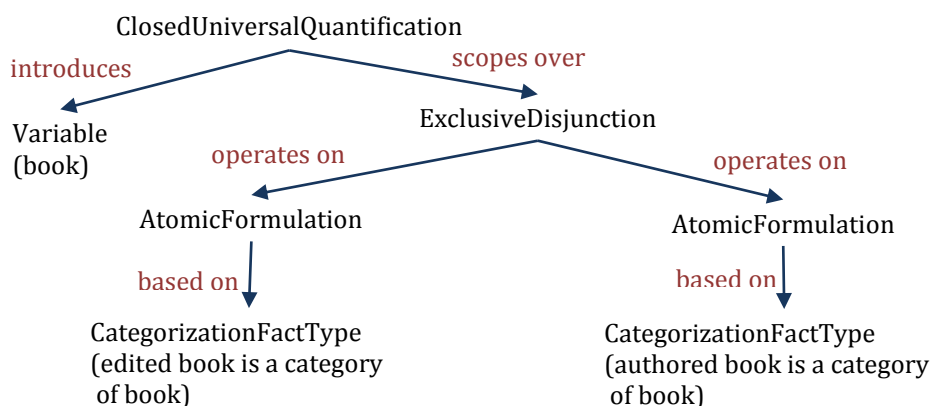 ClosedUniversalQuantification
introduces
scopes over
Variable
(book)
ExclusiveDisjunction
operates on
operates on
AtomicFormulation
AtomicFormulation
based on
based on
CategorizationFactType
(edited book is a category
of book)
CategorizationFactType
(authored book is a category
of book)